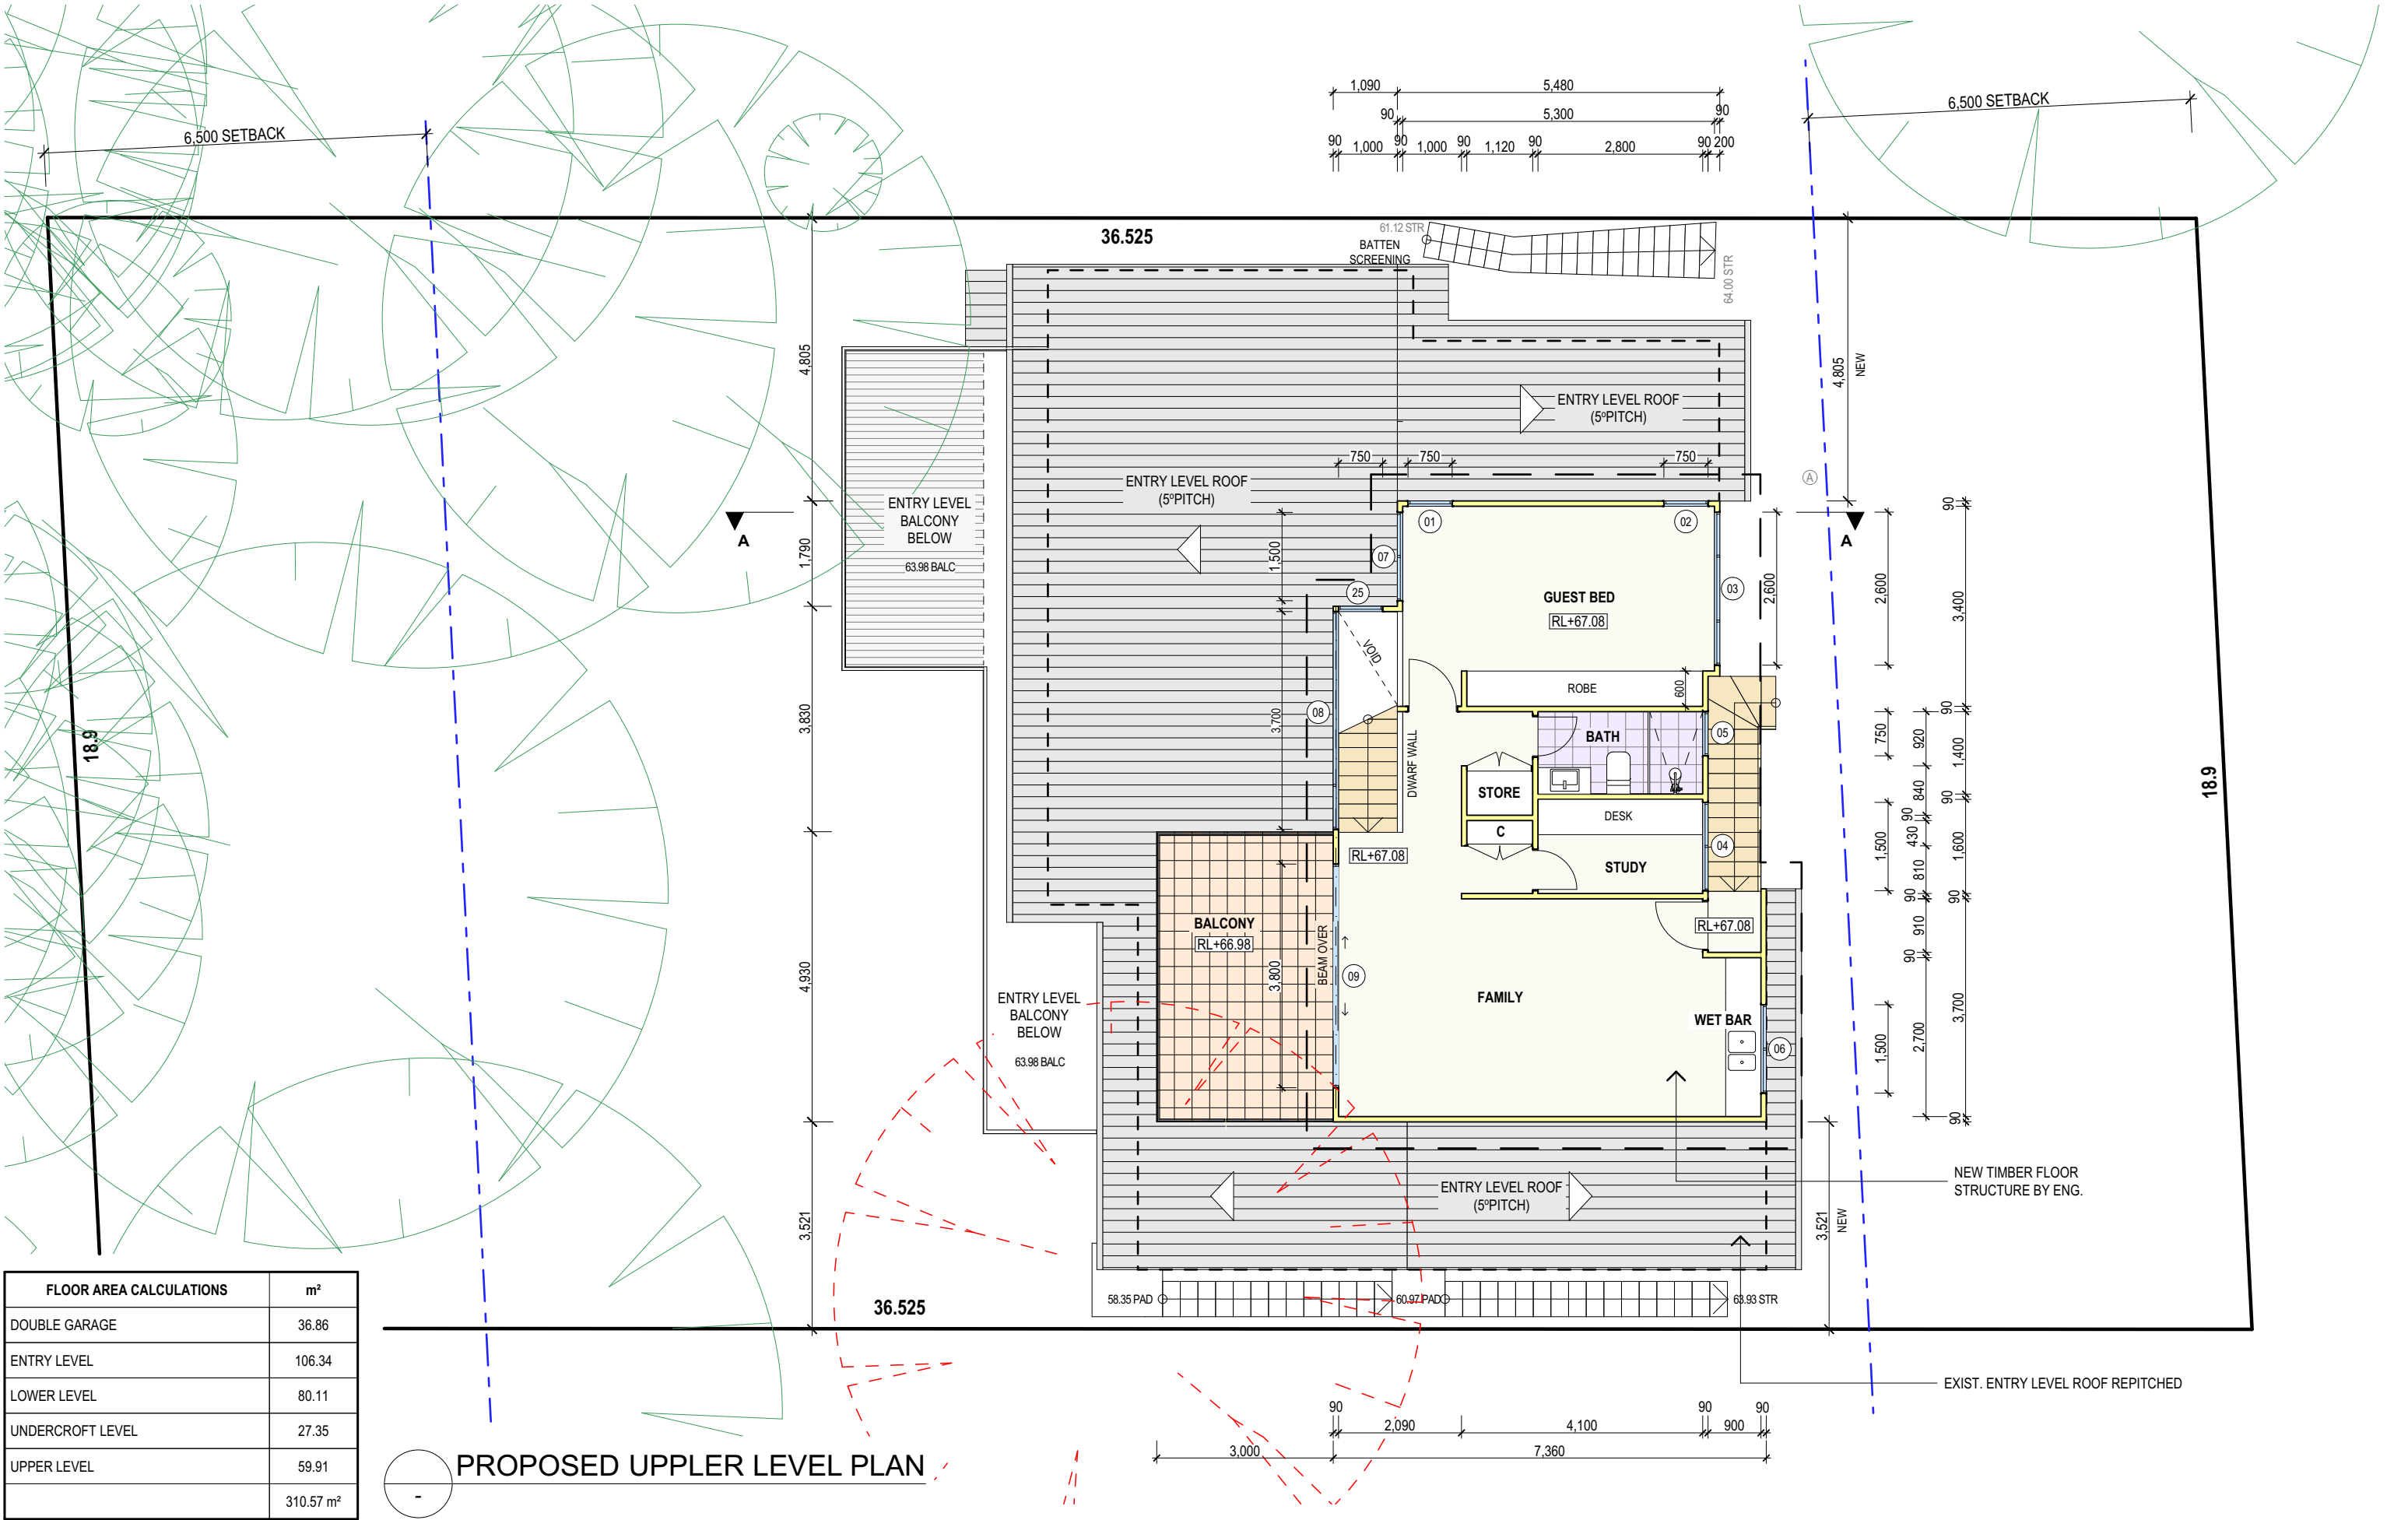 1,090
5,480
90
5,300
90
90
1,000
90
1,000
90
1,120
90
2,800
90
200
6,500 SETBACK
6,500 SETBACK
36.525
61.12 STR
BATTEN
SCREENING
64.00 STR
4,805
4,805
NEW
ENTRY LEVEL ROOF
(5ºPITCH)
750
750
750
ENTRY LEVEL ROOF
(5ºPITCH)
A
ENTRY LEVEL
BALCONY
BELOW
63.98 BALC
A
A
01
02
07
03
25
08
1,790
1,500
GUEST BED
RL+67.08
2,600
2,600
90
3,400
VOID
ROBE
600
3,830
3,700
18.9
18.9
DWARF WALL
BATH
05
STORE
C
DESK
STUDY
04
RL+67.08
750
920
90
1,400
840
90
90
430
1,500
1,600
810
90
90
910
90
BALCONY
RL+66.98
BEAM OVER
3,800
09
RL+67.08
4,930
ENTRY LEVEL
BALCONY
BELOW
63.98 BALC
FAMILY
WET BAR
06
1,500
2,700
3,700
90
NEW TIMBER FLOOR
STRUCTURE BY ENG.
ENTRY LEVEL ROOF
(5ºPITCH)
3,521
3,521
NEW
58.35 PAD
60.97 PAD
63.93 STR
36.525
EXIST. ENTRY LEVEL ROOF REPITCHED
90
2,090
4,100
90
900
90
3,000
7,360
FLOOR AREA CALCULATIONS m²
DOUBLE GARAGE 36.86
ENTRY LEVEL 106.34
LOWER LEVEL 80.11
UNDERCROFT LEVEL 27.35
UPPER LEVEL 59.91
310.57 m²
PROPOSED UPPLER LEVEL PLAN
-